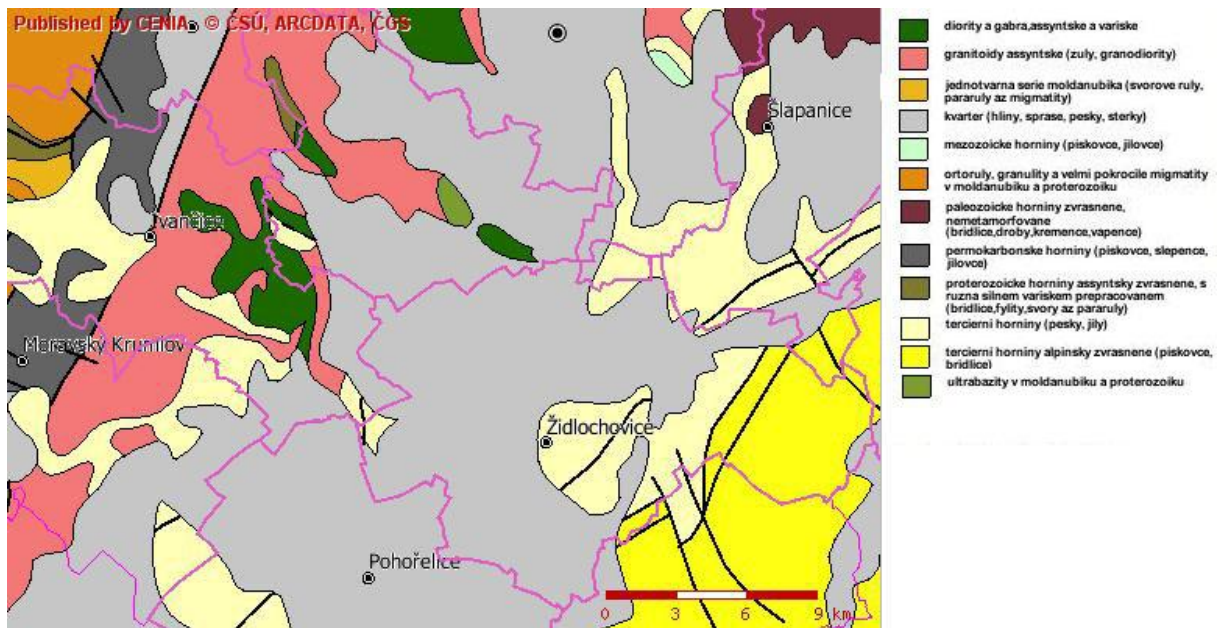 Published by CENIA, © ČSÚ, ARCDATA, ČGS
Šlapanice
Ivančice
Moravský Krumlov
Židlochovice
Pohořelice
0 3 6 9 km
diority a gabra,assyntske a variske
granitoidy assyntske (zuly, granodiority)
jednotvarna serie moldanubika (svorove ruly,
pararuly az migmatity)
kvarter (hliny, sprase, pesky, sterky)
mezozoicke horniny (piskovce, jilovce)
ortoruly, granulity a velmi pokrocile migmatity
v moldanubiku a proterozoiku
paleozoicke horniny zvrasnene,
nemetamorfovane
(bridlice,droby,kremence,vapence)
permokarbonske horniny (piskovce, slepence,
jilovce)
proterozoicke horniny assyntsky zvrasnene, s
ruzna silnem variskem prepracovanem
(bridlice,fylity,svory az pararuly)
tercierni horniny (pesky, jily)
tercierni horniny alpinsky zvrasnene (piskovce,
bridlice)
ultrabazity v moldanubiku a proterozoiku